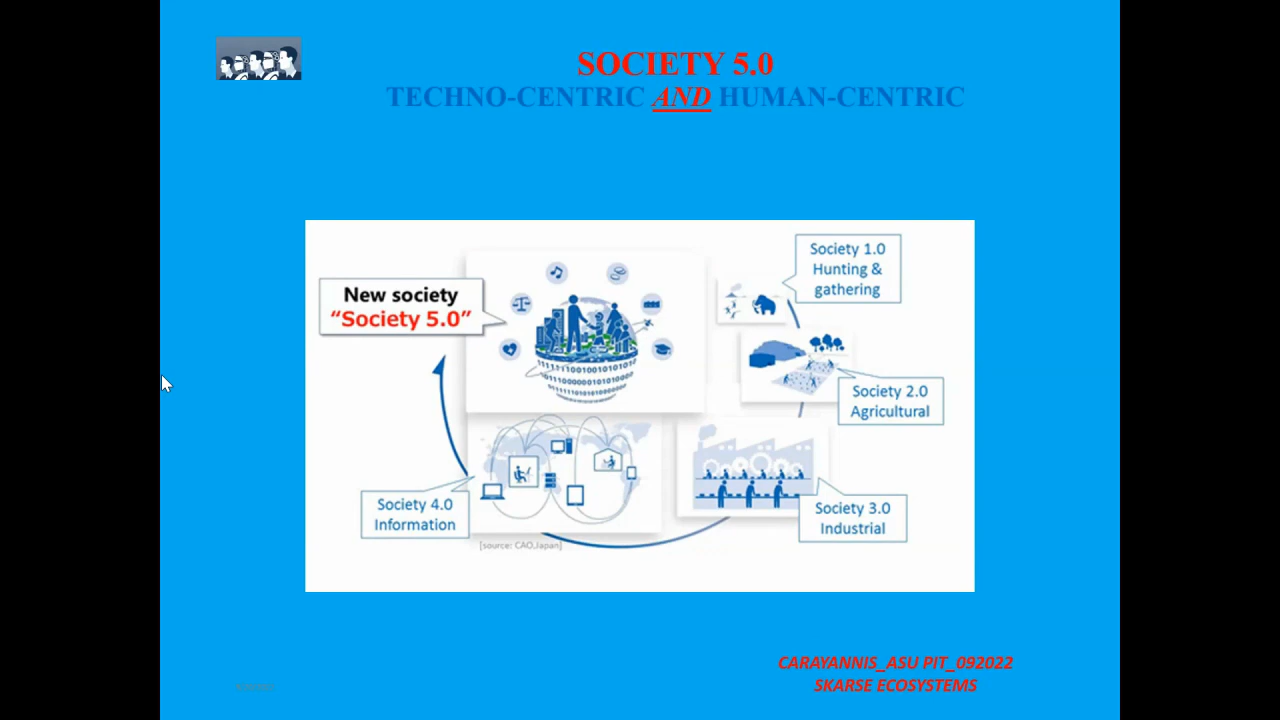 SOCIETY 5.0
TECHNO-CENTRIC AND HUMAN-CENTRIC
Society 1.0
Hunting &
gathering
New society
“Society 5.0”
Society 2.0
Agricultural
Society 4.0
Information
Society 3.0
Industrial
[source: CAO,Japan]
CARAYANNIS_ASU PIT_092022
SKARSE ECOSYSTEMS